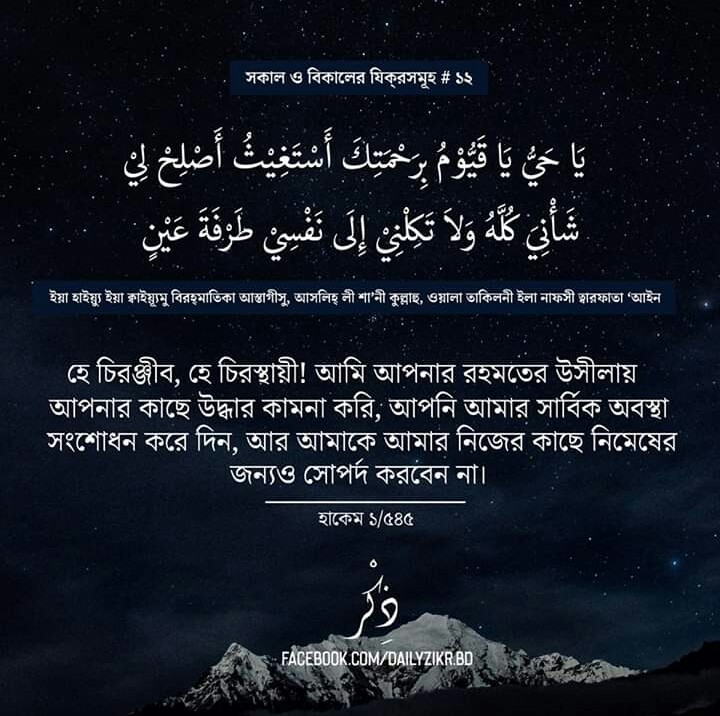 সকাল ও বিকালের যিক্‌রসমূহ # ১২
يَا حَيُّ يَا قَيُّوْمُ بِرَحْمَتِكَ أَسْتَغِيْثُ أَصْلِحْ لِيْ
شَأْنِيَ كُلَّهُ وَلاَ تَكِلْنِيْ إِلَى نَفْسِيْ طَرْفَةَ عَيْنٍ
ইয়া হাইয়্যু ইয়া ক্বাইয়্যূমু বিরহ্‌মাতিকা আস্তাগীসু, আসলিহ্‌ লী শা’নী কুল্লাহু, ওয়ালা তাকিলনী ইলা নাফসী ত্বারফাতা ‘আইন
হে চিরঞ্জীব, হে চিরস্থায়ী! আমি আপনার রহমতের উসীলায়
আপনার কাছে উদ্ধার কামনা করি, আপনি আমার সার্বিক অবস্থা
সংশোধন করে দিন, আর আমাকে আমার নিজের কাছে নিমেষের
জন্যও সোপর্দ করবেন না।
হাকেম ১/৫৪৫
ذِكْر
FACEBOOK.COM/DAILYZIKR.BD